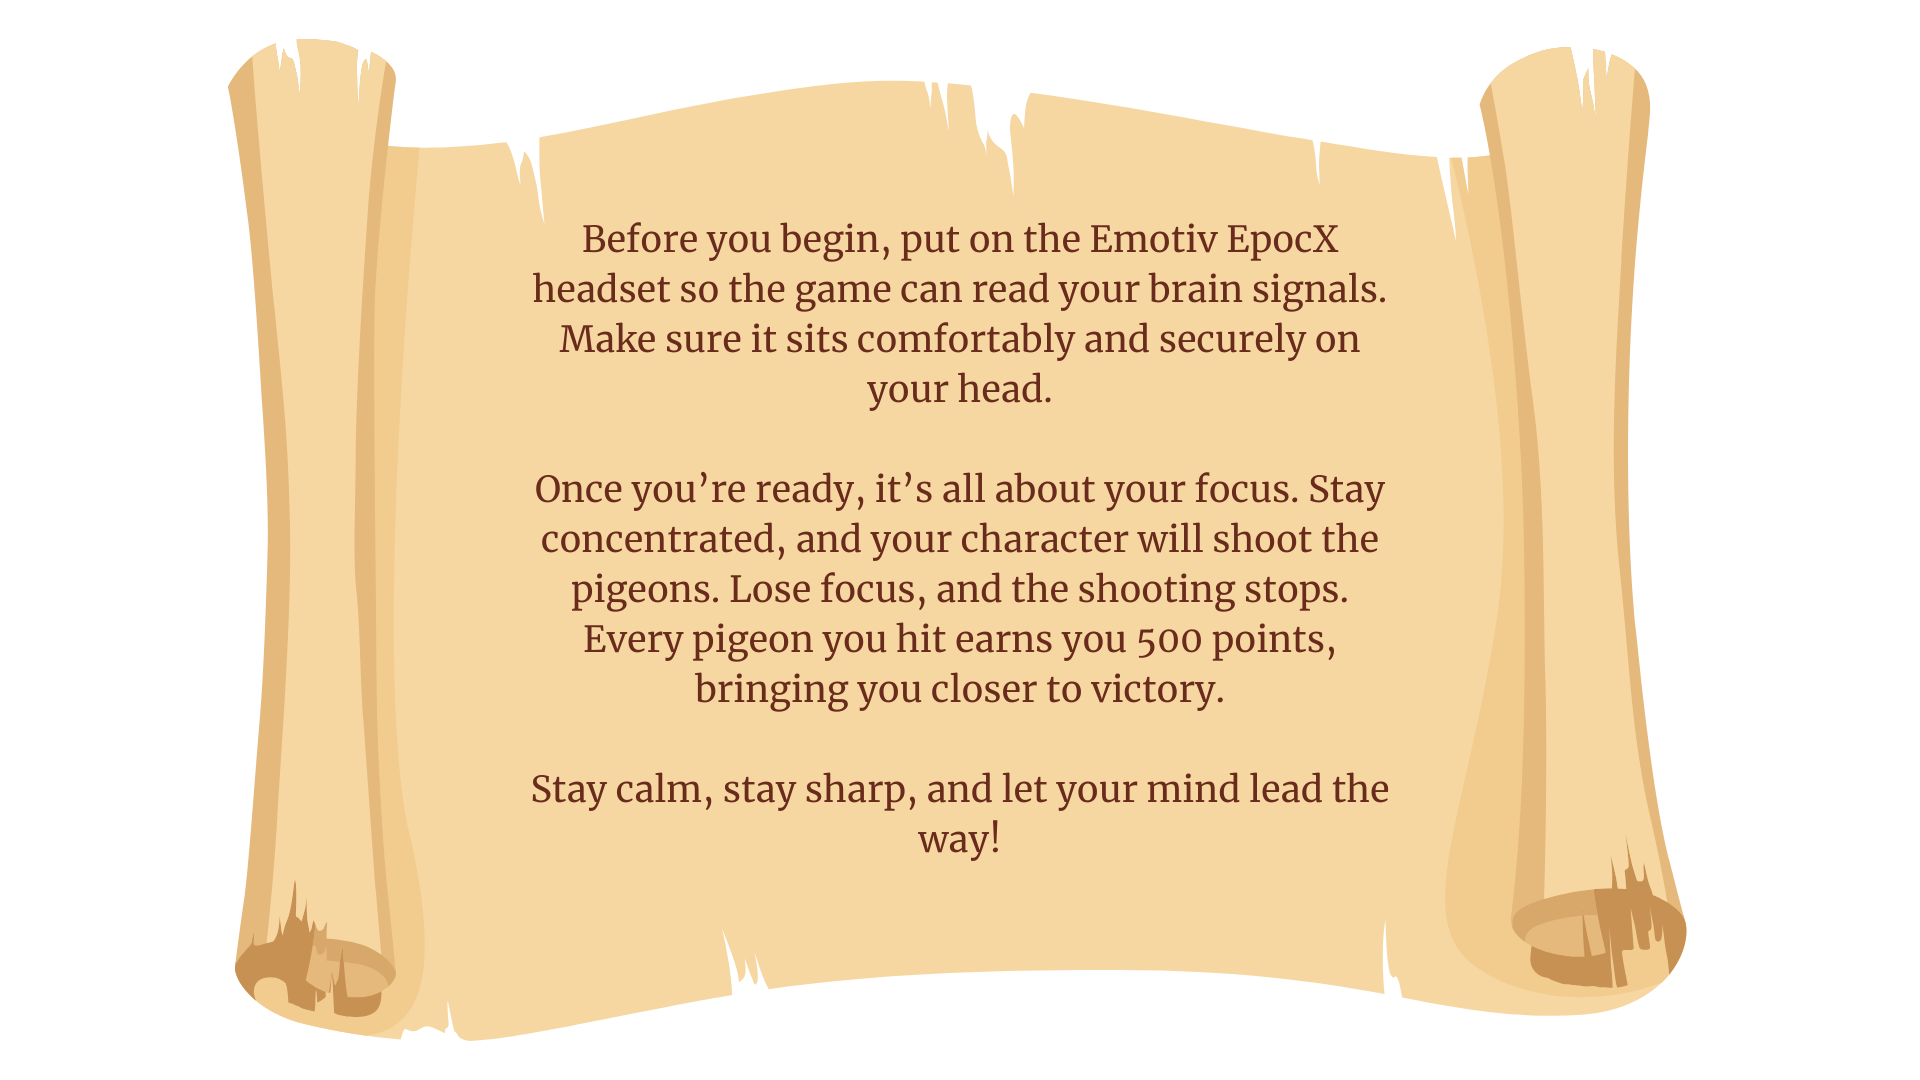 Before you begin, put on the Emotiv EpocX
headset so the game can read your brain signals.
Make sure it sits comfortably and securely on
your head.
Once you’re ready, it’s all about your focus. Stay
concentrated, and your character will shoot the
pigeons. Lose focus, and the shooting stops.
Every pigeon you hit earns you 500 points,
bringing you closer to victory.
Stay calm, stay sharp, and let your mind lead the
way!